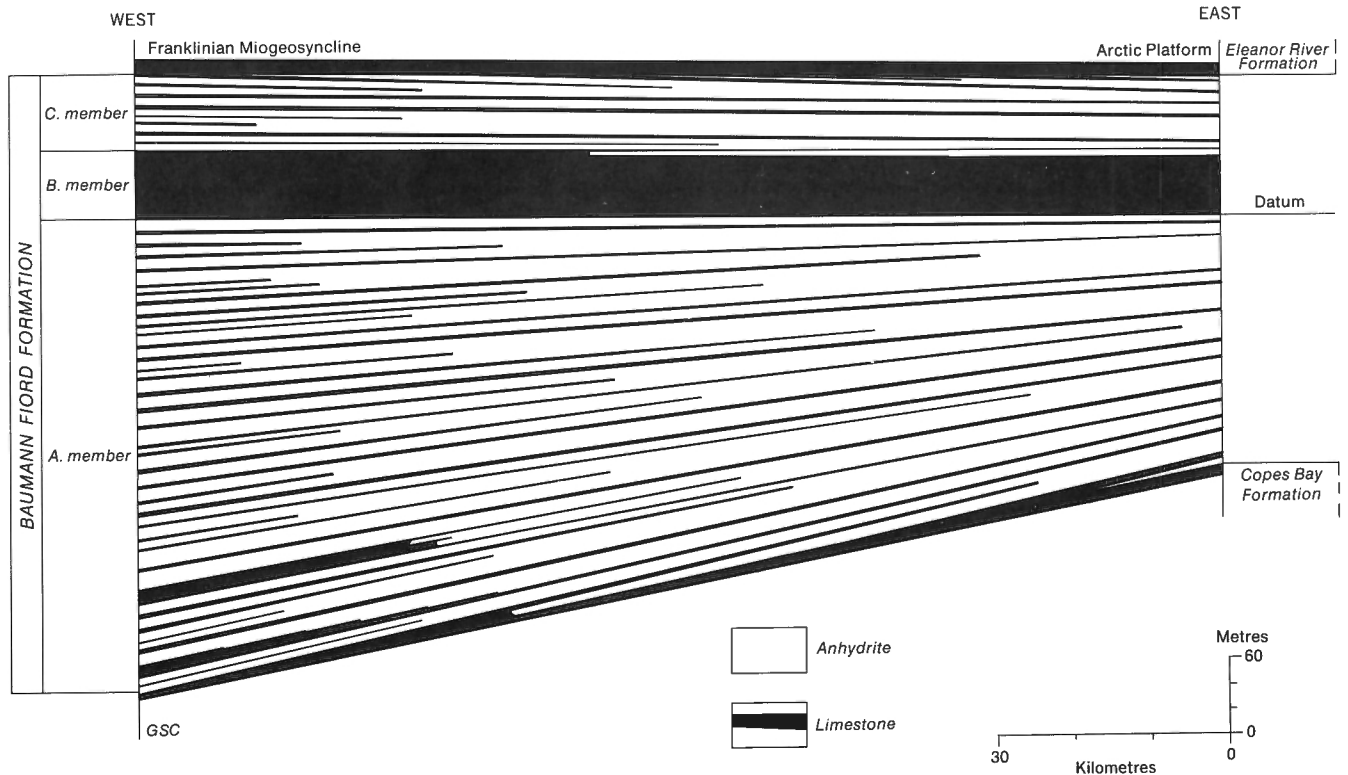 WEST
EAST
Franklinian Miogeosyncline
Arctic Platform
Eleanor River
Formation
C. member
B. member
Datum
BAUMANN FIORD FORMATION
A. member
Copes Bay
Formation
Anhydrite
Limestone
Metres
60
0
30
0
Kilometres
GSC